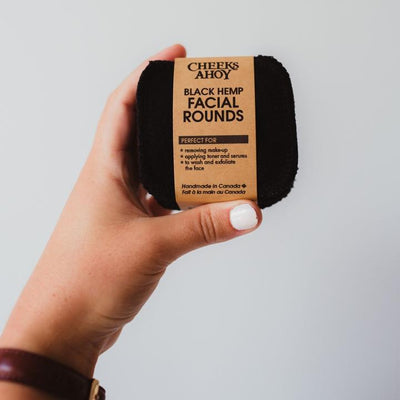 CHEEKS
AHOY
BLACK HEMP
FACIAL
ROUNDS
PERFECT FOR
• removing make-up
• applying toner and serums
• to wash and exfoliate
the face
Handmade in Canada
Fait à la main au Canada